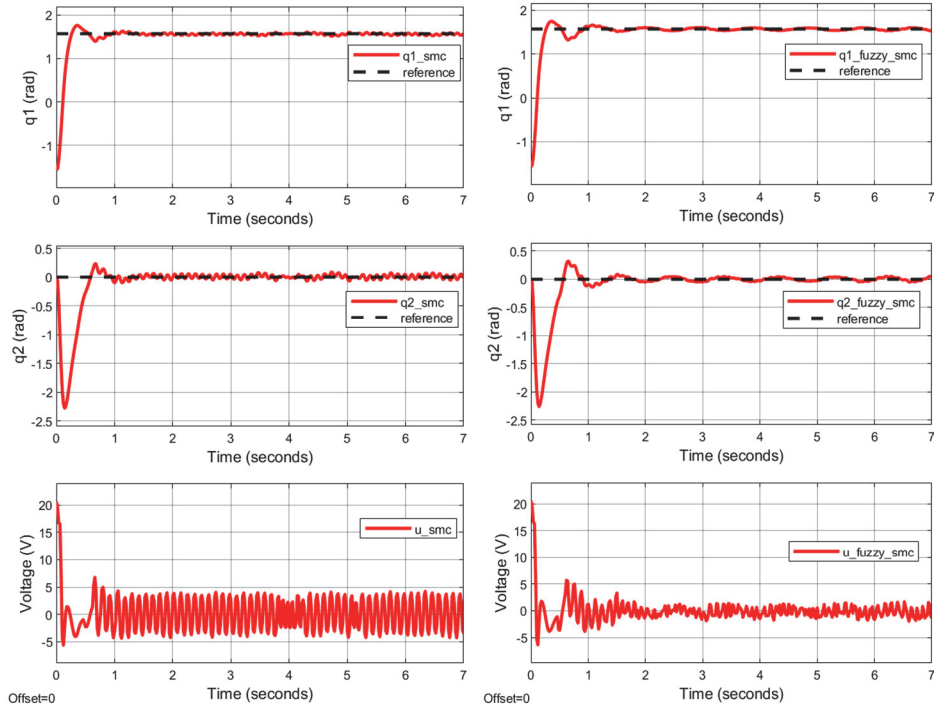 2
1
0
-1
q1 (rad)
q1_smc
reference
0 1 2 3 4 5 6 7
Time (seconds)
2
1
0
-1
q1 (rad)
q1_fuzzy_smc
reference
0 1 2 3 4 5 6 7
Time (seconds)
0.5
0
-0.5
-1
-1.5
-2
-2.5
q2 (rad)
q2_smc
reference
0 1 2 3 4 5 6 7
Time (seconds)
0.5
0
-0.5
-1
-1.5
-2
-2.5
q2 (rad)
q2_fuzzy_smc
reference
0 1 2 3 4 5 6 7
Time (seconds)
20
15
10
5
0
-5
Voltage (V)
u_smc
0 1 2 3 4 5 6 7
Time (seconds)
Offset=0
20
15
10
5
0
-5
Voltage (V)
u_fuzzy_smc
0 1 2 3 4 5 6 7
Time (seconds)
Offset=0